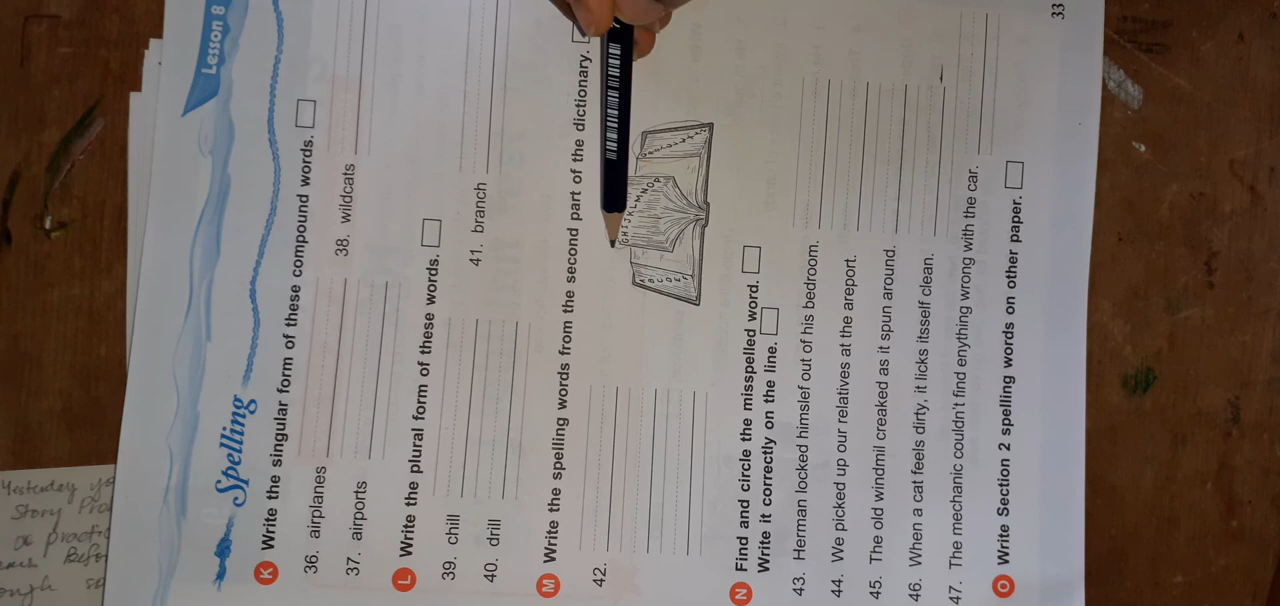 Lesson 8
Spelling
K Write the singular form of these compound words.
36. airplanes
37. airports
38. wildcats
L Write the plural form of these words.
39. chill
40. drill
41. branch
M Write the spelling words from the second part of the dictionary.
42.
A B C D E F
G H I J K L M N O P
N Find and circle the misspelled word.
Write it correctly on the line.
43. Herman locked himslef out of his bedroom.
44. We picked up our relatives at the areport.
45. The old windmil creaked as it spun around.
46. When a cat feels dirty, it licks itsself clean.
47. The mechanic couldn't find enything wrong with the car.
O Write Section 2 spelling words on other paper.
33
Yesterday
Story
practic